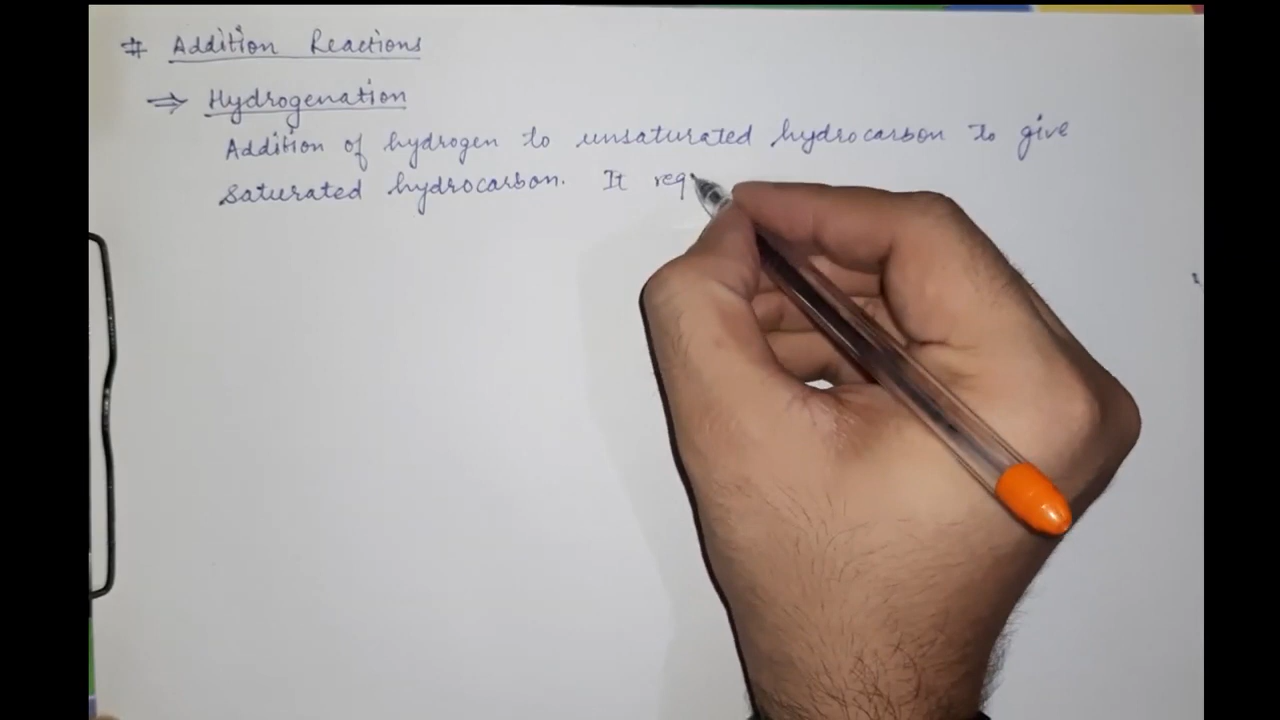 # Addition Reactions
⇒ Hydrogenation
Addition of hydrogen to unsaturated hydrocarbon to give
saturated hydrocarbon. It req